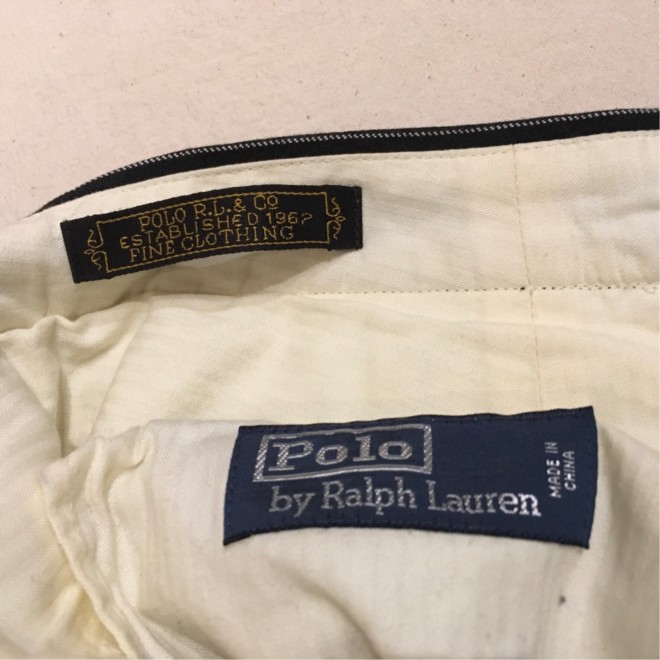 POLO R.L. & Co
ESTABLISHED 1967
FINE CLOTHING
Polo
by Ralph Lauren
MADE IN
CHINA